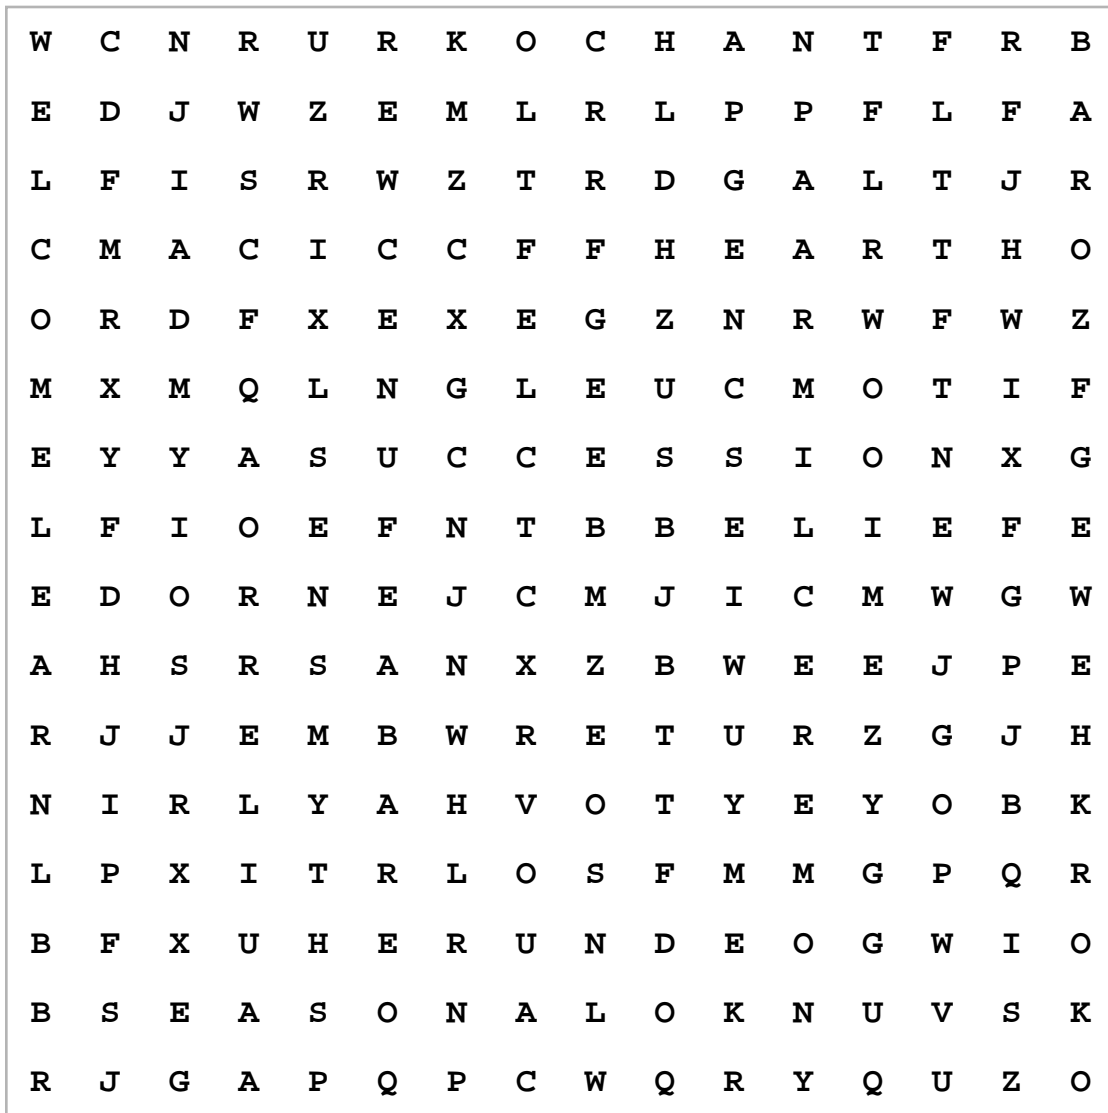 W C N R U R K O C H A N T F R B
E D J W Z E M L R L P P F L F A
L F I S R W Z T R D G A L T J R
C M A C I C C F F H E A R T H O
O R D F X E X E G Z N R W F W Z
M X M Q L N G L E U C M O T I F
E Y Y A S U C C E S S I O N X G
L F I O E F N T B B E L I E F E
E D O R N E J C M J I C M W G W
A H S R S A N X Z B W E E J P E
R J J E M B W R E T U R Z G J H
N I R L Y A H V O T Y E Y O B K
L P X I T R L O S F M M G P Q R
B F X U H E R U N D E O G W I O
B S E A S O N A L O K N U V S K
R J G A P Q P C W Q R Y Q U Z O